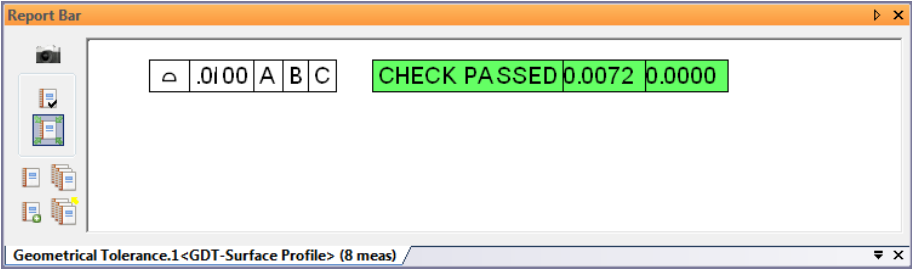 Report Bar
⌓ .0100 A B C CHECK PASSED 0.0072 0.0000
Geometrical Tolerance.1<GDT-Surface Profile> (8 meas)